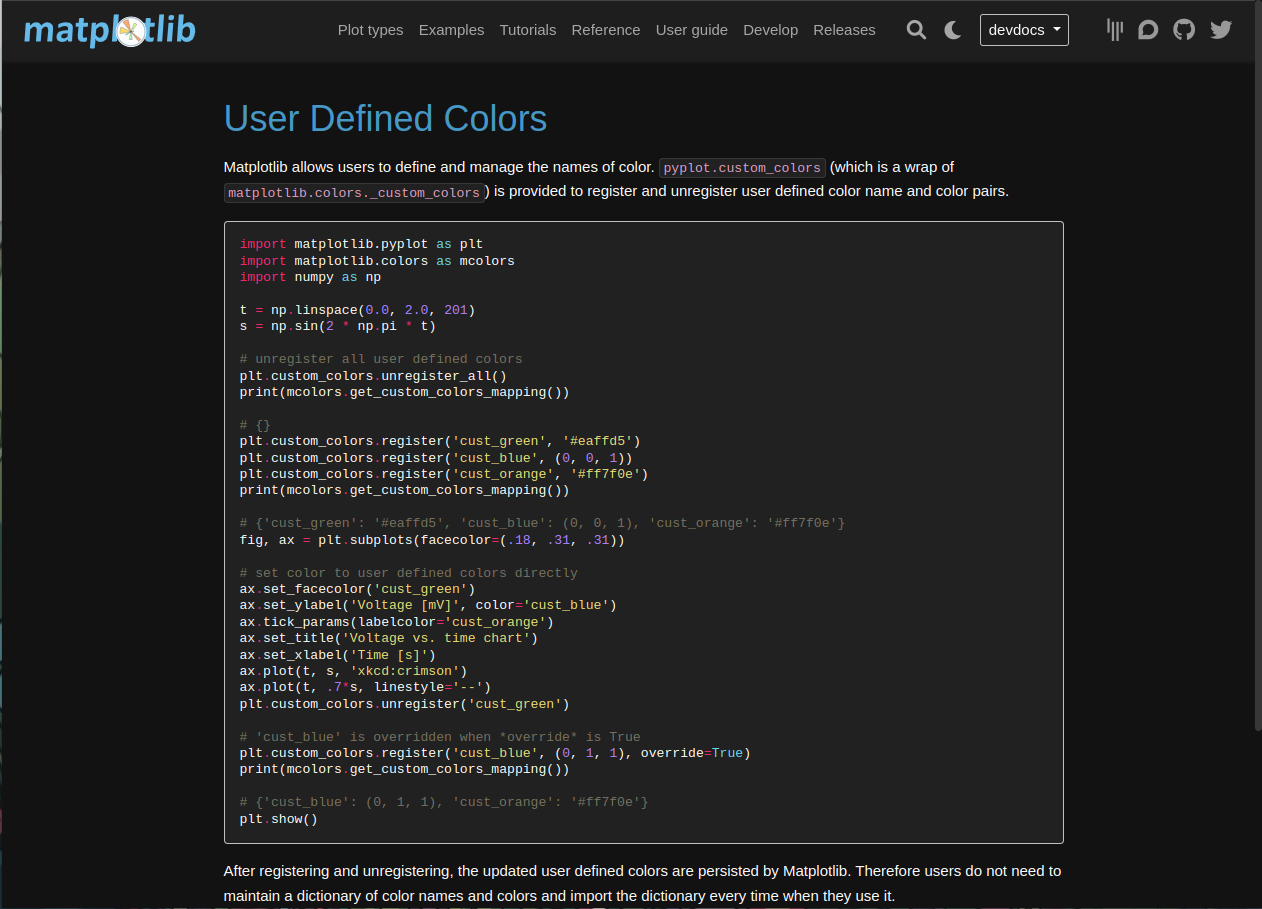 matplotlib
Plot types Examples Tutorials Reference User guide Develop Releases devdocs
User Defined Colors
Matplotlib allows users to define and manage the names of color. pyplot.custom_colors (which is a wrap of
matplotlib.colors._custom_colors) is provided to register and unregister user defined color name and color pairs.
import matplotlib.pyplot as plt
import matplotlib.colors as mcolors
import numpy as np
t = np.linspace(0.0, 2.0, 201)
s = np.sin(2 * np.pi * t)
# unregister all user defined colors
plt.custom_colors.unregister_all()
print(mcolors.get_custom_colors_mapping())
# {}
plt.custom_colors.register('cust_green', '#eaffd5')
plt.custom_colors.register('cust_blue', (0, 0, 1))
plt.custom_colors.register('cust_orange', '#ff7f0e')
print(mcolors.get_custom_colors_mapping())
# {'cust_green': '#eaffd5', 'cust_blue': (0, 0, 1), 'cust_orange': '#ff7f0e'}
fig, ax = plt.subplots(facecolor=(.18, .31, .31))
# set color to user defined colors directly
ax.set_facecolor('cust_green')
ax.set_ylabel('Voltage [mV]', color='cust_blue')
ax.tick_params(labelcolor='cust_orange')
ax.set_title('Voltage vs. time chart')
ax.set_xlabel('Time [s]')
ax.plot(t, s, 'xkcd:crimson')
ax.plot(t, .7*s, linestyle='--')
plt.custom_colors.unregister('cust_green')
# 'cust_blue' is overridden when *override* is True
plt.custom_colors.register('cust_blue', (0, 1, 1), override=True)
print(mcolors.get_custom_colors_mapping())
# {'cust_blue': (0, 1, 1), 'cust_orange': '#ff7f0e'}
plt.show()
After registering and unregistering, the updated user defined colors are persisted by Matplotlib. Therefore users do not need to
maintain a dictionary of color names and colors and import the dictionary every time when they use it.